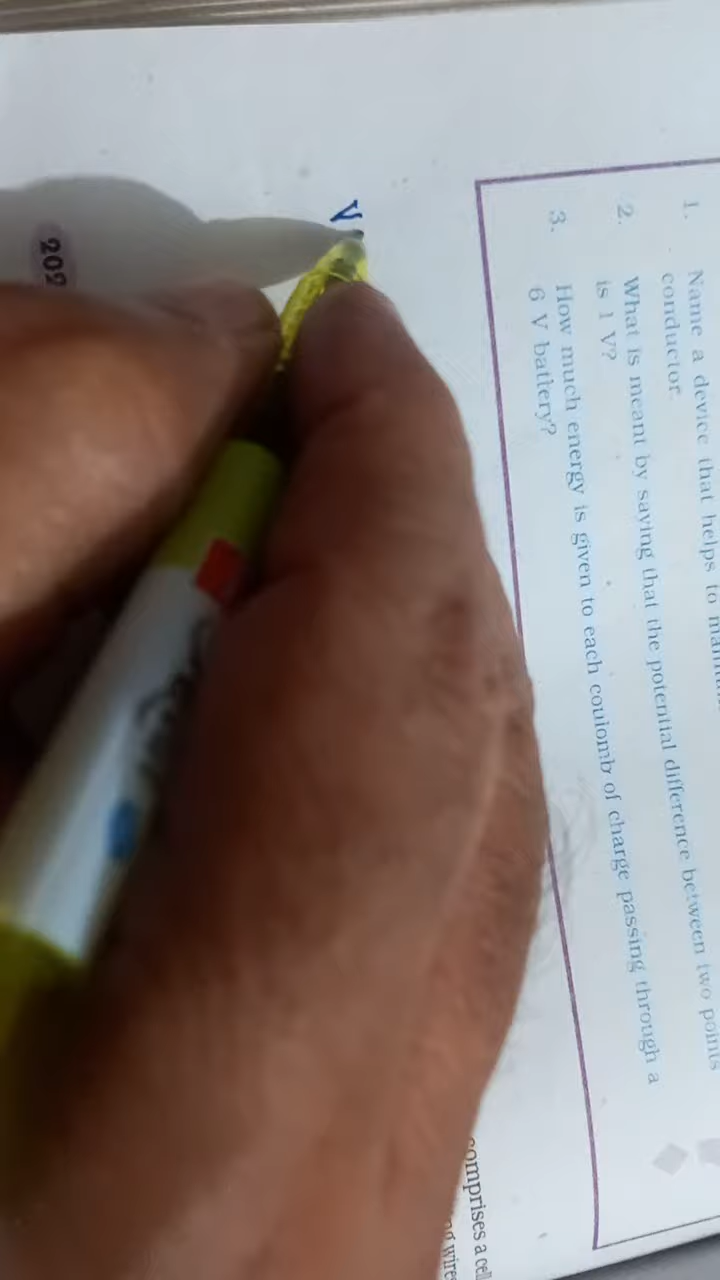 1. Name a device that helps to
conductor.
2. What is meant by saying that the potential difference between two points
is 1 V?
3. How much energy is given to each coulomb of charge passing through a
6 V battery?
V
comprises a cell
202